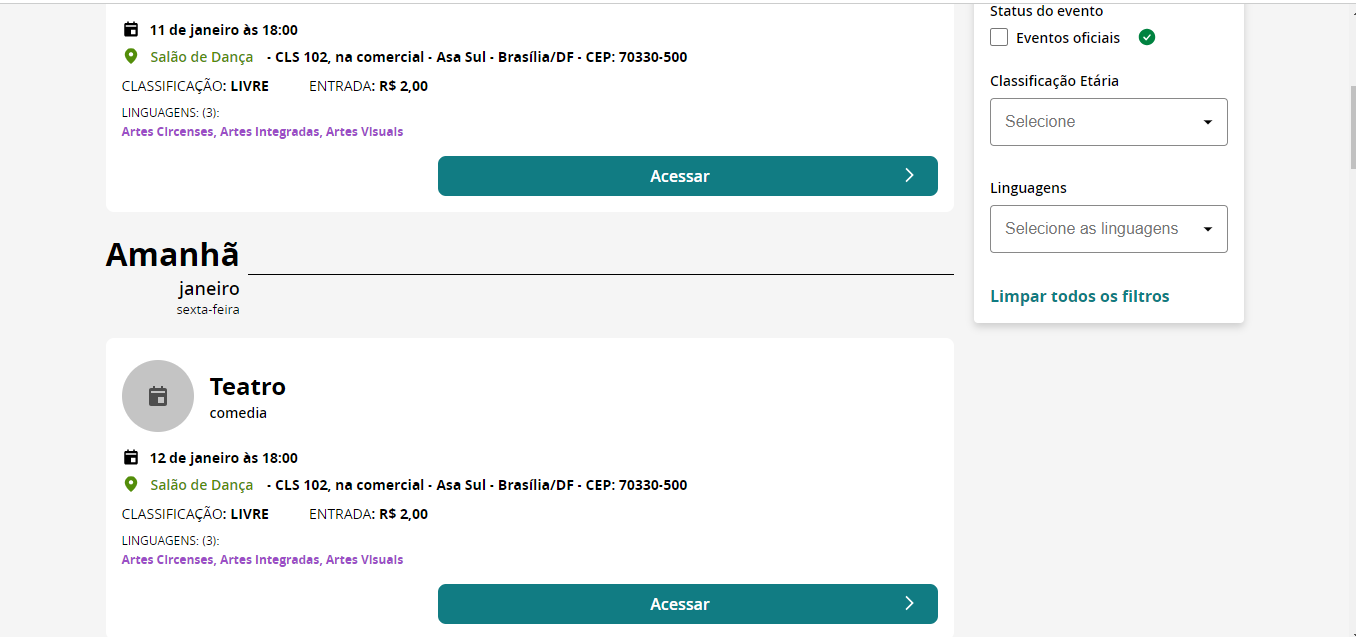 11 de janeiro às 18:00
Salão de Dança - CLS 102, na comercial - Asa Sul - Brasília/DF - CEP: 70330-500
CLASSIFICAÇÃO: LIVRE ENTRADA: R$ 2,00
LINGUAGENS: (3):
Artes Circenses, Artes Integradas, Artes Visuais
Acessar
Amanhã
janeiro
sexta-feira
Teatro
comedia
12 de janeiro às 18:00
Salão de Dança - CLS 102, na comercial - Asa Sul - Brasília/DF - CEP: 70330-500
CLASSIFICAÇÃO: LIVRE ENTRADA: R$ 2,00
LINGUAGENS: (3):
Artes Circenses, Artes Integradas, Artes Visuais
Acessar
Status do evento
Eventos oficiais
Classificação Etária
Selecione
Linguagens
Selecione as linguagens
Limpar todos os filtros